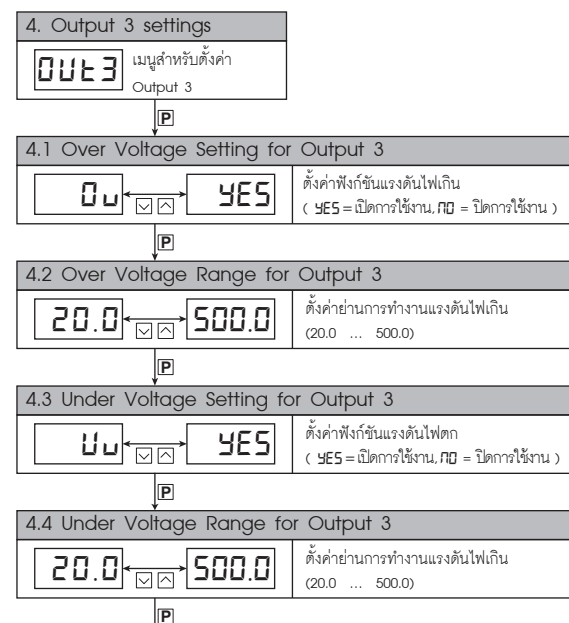 4. Output 3 settings
OUt3 เมนูสำหรับตั้งค่า
Output 3
P
4.1 Over Voltage Setting for Output 3
Ou YES ตั้งค่าฟังก์ชันแรงดันไฟเกิน
( YES = เปิดการใช้งาน, NO = ปิดการใช้งาน )
P
4.2 Over Voltage Range for Output 3
20.0 500.0 ตั้งค่าย่านการทำงานแรงดันไฟเกิน
(20.0 ... 500.0)
P
4.3 Under Voltage Setting for Output 3
Uu YES ตั้งค่าฟังก์ชันแรงดันไฟตก
( YES = เปิดการใช้งาน, NO = ปิดการใช้งาน )
P
4.4 Under Voltage Range for Output 3
20.0 500.0 ตั้งค่าย่านการทำงานแรงดันไฟเกิน
(20.0 ... 500.0)
P